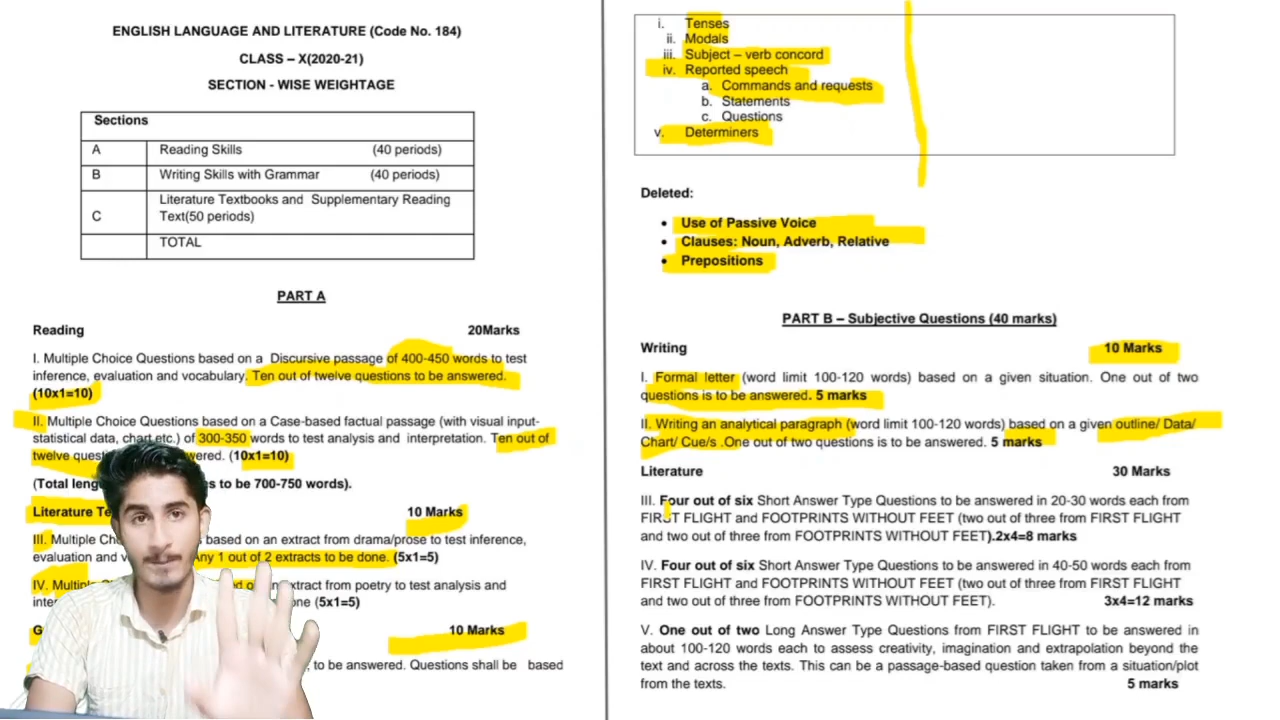 ENGLISH LANGUAGE AND LITERATURE (Code No. 184)
CLASS – X(2020-21)
SECTION - WISE WEIGHTAGE
Sections
A Reading Skills (40 periods)
B Writing Skills with Grammar (40 periods)
C Literature Textbooks and Supplementary Reading
Text(50 periods)
TOTAL
PART A
Reading 20Marks
I. Multiple Choice Questions based on a Discursive passage of 400-450 words to test
inference, evaluation and vocabulary. Ten out of twelve questions to be answered.
(10x1=10)
II. Multiple Choice Questions based on a Case-based factual passage (with visual input-
statistical data, chart etc.) of 300-350 words to test analysis and interpretation. Ten out of
twelve (10x1=10)
(Total to be 700-750 words).
Literature 10 Marks
III. Multiple based on an extract from drama/prose to test inference,
evaluation and Any 1 out of 2 extracts to be done. (5x1=5)
IV. extract from poetry to test analysis and
(5x1=5)
10 Marks
, to be answered. Questions shall be based
i. Tenses
ii. Modals
iii. Subject – verb concord
iv. Reported speech
a. Commands and requests
b. Statements
c. Questions
v. Determiners
Deleted:
• Use of Passive Voice
• Clauses: Noun, Adverb, Relative
• Prepositions
PART B – Subjective Questions (40 marks)
Writing 10 Marks
I. Formal letter (word limit 100-120 words) based on a given situation. One out of two
questions is to be answered. 5 marks
II. Writing an analytical paragraph (word limit 100-120 words) based on a given outline/ Data/
Chart/ Cue/s .One out of two questions is to be answered. 5 marks
Literature 30 Marks
III. Four out of six Short Answer Type Questions to be answered in 20-30 words each from
FIRST FLIGHT and FOOTPRINTS WITHOUT FEET (two out of three from FIRST FLIGHT
and two out of three from FOOTPRINTS WITHOUT FEET).2x4=8 marks
IV. Four out of six Short Answer Type Questions to be answered in 40-50 words each from
FIRST FLIGHT and FOOTPRINTS WITHOUT FEET (two out of three from FIRST FLIGHT
and two out of three from FOOTPRINTS WITHOUT FEET). 3x4=12 marks
V. One out of two Long Answer Type Questions from FIRST FLIGHT to be answered in
about 100-120 words each to assess creativity, imagination and extrapolation beyond the
text and across the texts. This can be a passage-based question taken from a situation/plot
from the texts. 5 marks